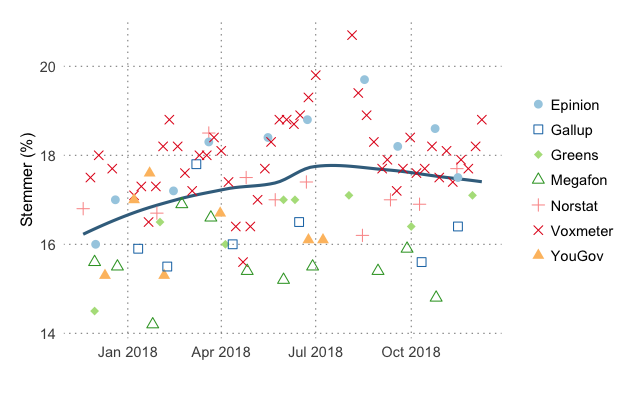 20
18
16
14
Stemmer (%)
Jan 2018
Apr 2018
Jul 2018
Oct 2018
Epinion
Gallup
Greens
Megafon
Norstat
Voxmeter
YouGov